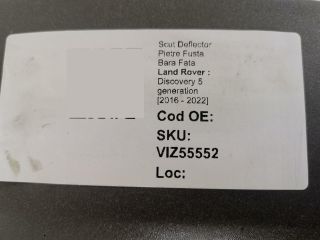 Scut Deflector
Pietre Fusta
Bara Fata
Land Rover :
Discovery 5
generation
[2016 - 2022]
Cod OE:
SKU:
VIZ55552
Loc: